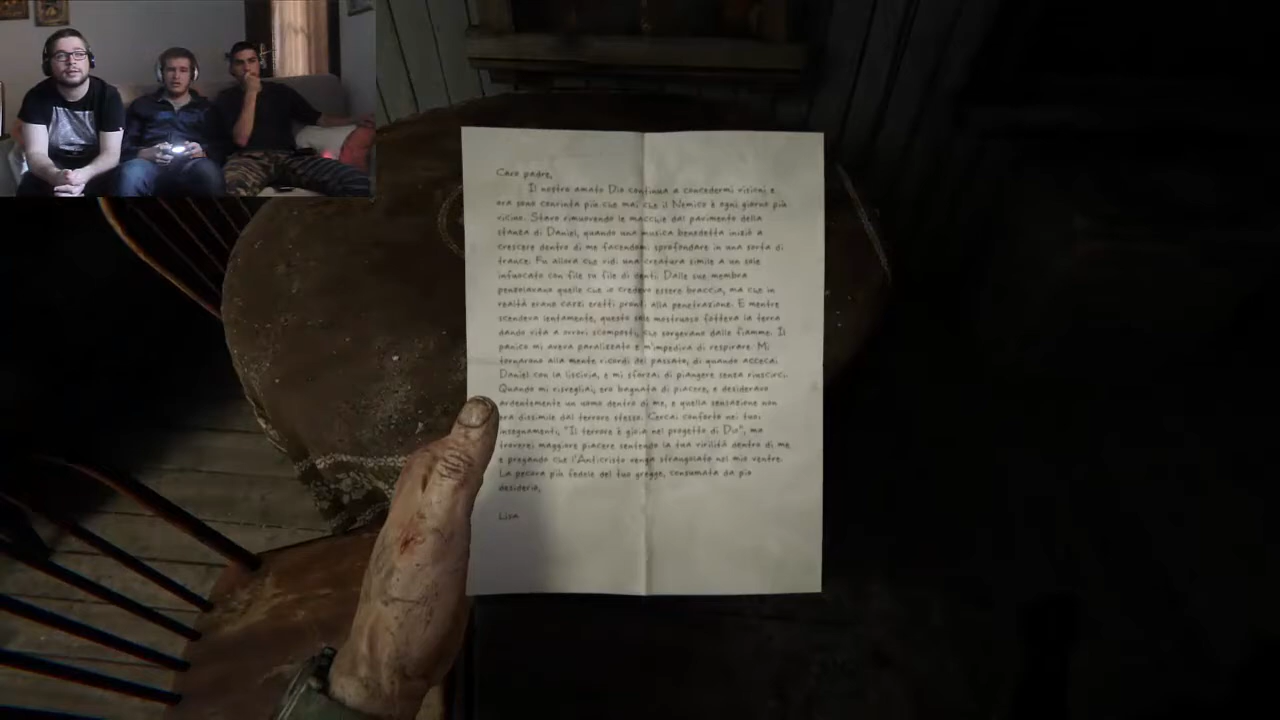 Caro padre,
Il nostro amato Dio continua a concedermi visioni e
ora sono convinta più che mai che il Nemico è ogni giorno più
vicino. Stavo rimuovendo le macchie dal pavimento della
stanza di Daniel, quando una musica benedetta iniziò a
crescere dentro di me facendomi sprofondare in una sorta di
trance. Fu allora che vidi una creatura simile a un sole
infuocato con file su file di denti. Dalle sue membra
penzolavano quelle che io credevo essere braccia, ma che in
realtà erano cazzi eretti pronti alla penetrazione. E mentre
scendeva lentamente, questo sole mostruoso fotteva la terra
dando vita a orrori scomposti, che sorgevano dalle fiamme. Il
panico mi aveva paralizzato e m'impediva di respirare. Mi
tornarono alla mente ricordi del passato, di quando accecai
Daniel con la liscivia, e mi sforzai di piangere senza riuscirci.
Quando mi risvegliai, ero bagnata di piacere, e desideravo
ardentemente un uomo dentro di me, e quella sensazione non
era dissimile dal terrore stesso. Cercai conforto nei tuoi
insegnamenti, "Il terrore è gioia nel progetto di Dio", ma
troverei maggiore piacere sentendo la tua virilità dentro di me
e pregando che l'Anticristo venga strangolato nel mio ventre.
La pecora più fedele del tuo gregge, consumata da pio
desiderio,
Lisa